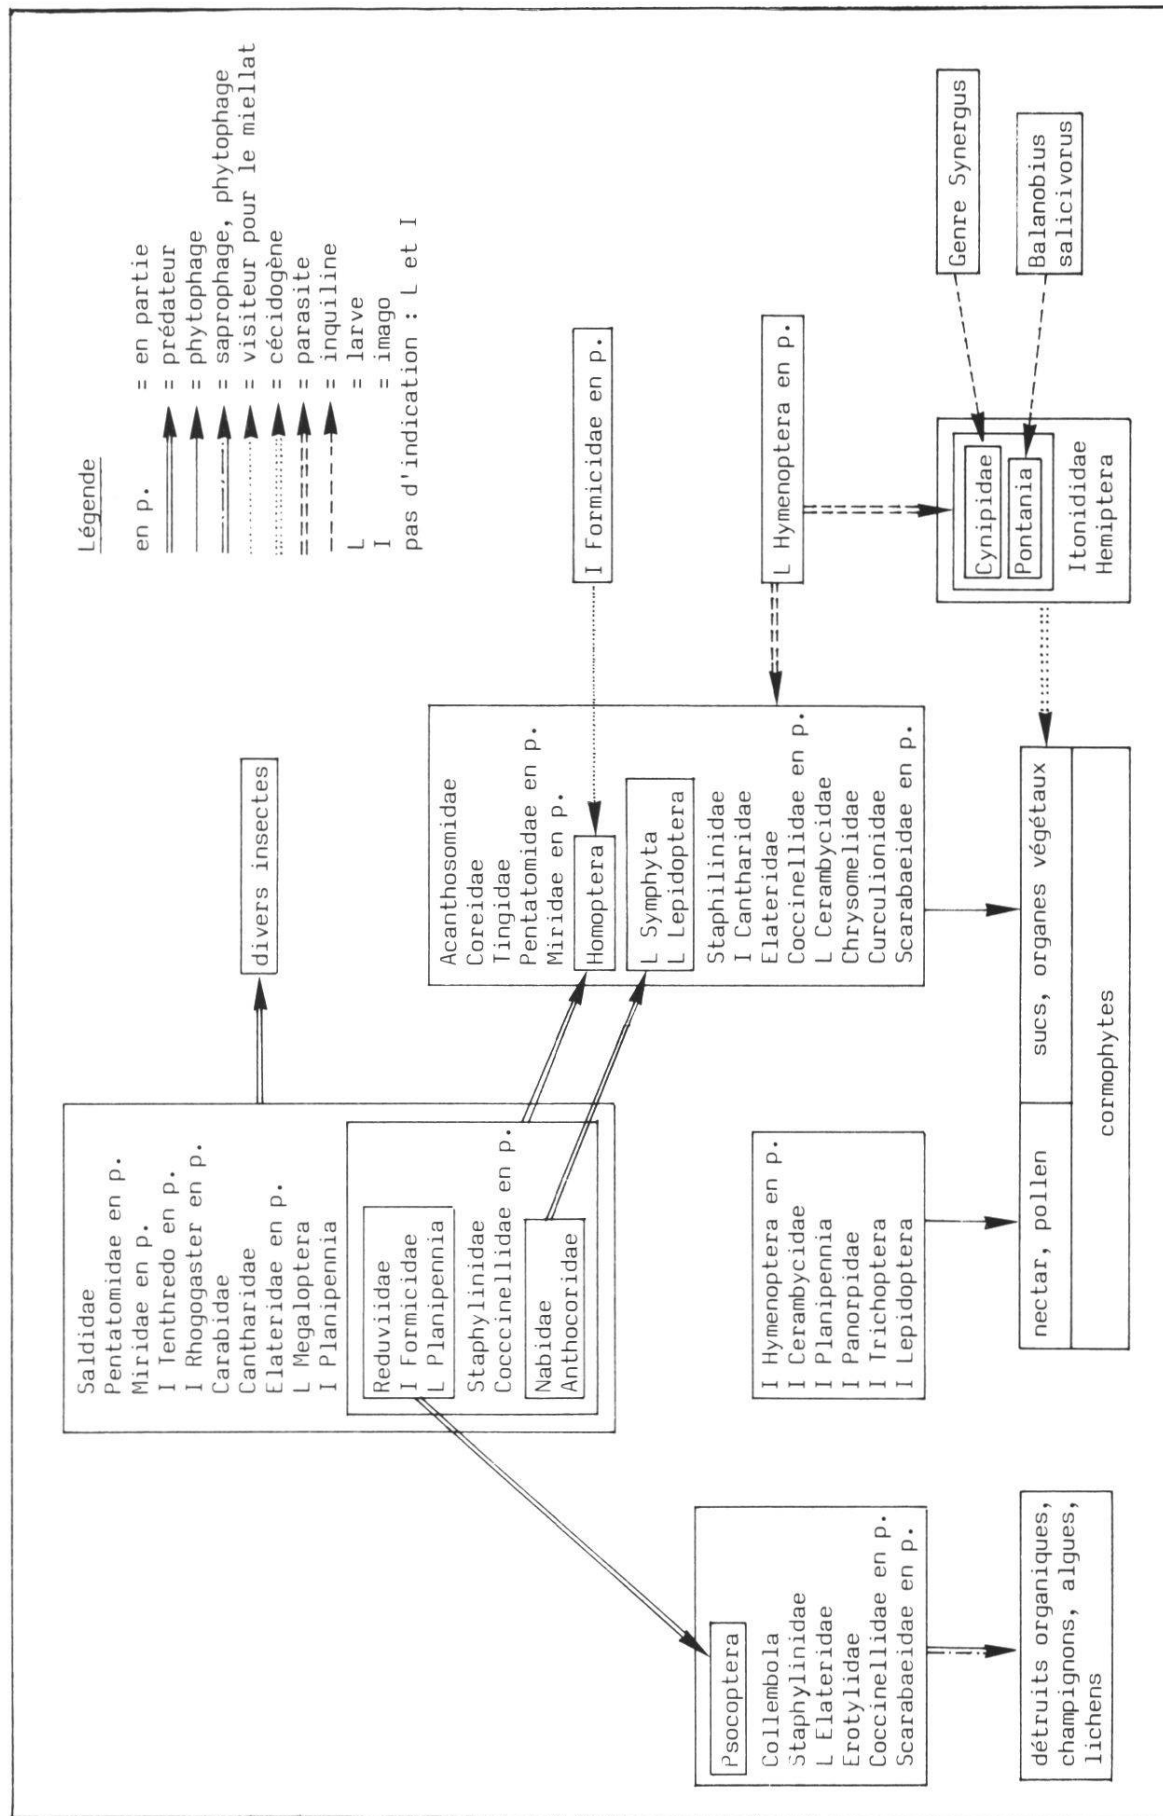 Légende
en p. = en partie
= prédateur
= phytophage
= saprophage, phytophage
= visiteur pour le miellat
= cécidogène
= parasite
= inquiline
L = larve
I = imago
pas d'indication : L et I
Saldidae
Pentatomidae en p.
Miridae en p.
I Tenthredo en p.
I Rhogogaster en p.
Carabidae
Cantharidae
Elateridae en p.
L Megaloptera
I Planipennia
Reduviidae
I Formicidae
L Planipennia
Staphylinidae
Cocccinellidae en p.
Nabidae
Anthocoridae
divers insectes
Acanthosomidae
Coreidae
Tingidae
Pentatomidae en p.
Miridae en p.
Homoptera
L Symphyta
L Lepidoptera
Staphilinidae
I Cantharidae
Elateridae
Coccinellidae en p.
L Cerambycidae
Chrysomelidae
Curculionidae
Scarabaeidae en p.
I Formicidae en p.
L Hymenoptera en p.
Psocoptera
Collembola
Staphylinidae
L Elateridae
Erotylidae
Coccinellidae en p.
Scarabaeidae en p.
I Hymenoptera en p.
I Cerambycidae
I Planipennia
I Panorpidae
I Trichoptera
I Lepidoptera
Cynipidae
Pontania
Itonididae
Hemiptera
Genre Synergus
Balanobius
salicivorus
détruits organiques,
champignons, algues,
lichens
nectar, pollen
sucs, organes végétaux
cormophytes